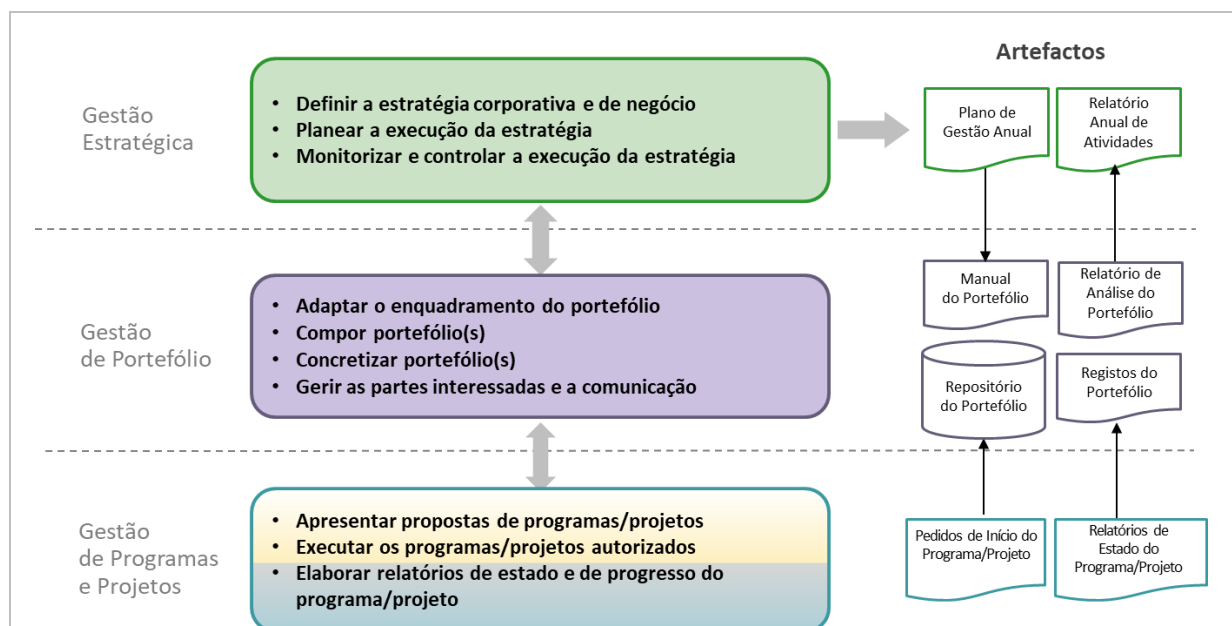 Artefactos
Gestão
Estratégica
• Definir a estratégia corporativa e de negócio
• Planear a execução da estratégia
• Monitorizar e controlar a execução da estratégia
Plano de
Gestão Anual
Relatório
Anual de
Atividades
Gestão
de Portefólio
• Adaptar o enquadramento do portefólio
• Compor portefólio(s)
• Concretizar portefólio(s)
• Gerir as partes interessadas e a comunicação
Manual
do Portefólio
Relatório de
Análise do
Portefólio
Repositório
do Portefólio
Registos do
Portefólio
Gestão
de Programas
e Projetos
• Apresentar propostas de programas/projetos
• Executar os programas/projetos autorizados
• Elaborar relatórios de estado e de progresso do
programa/projeto
Pedidos de Início do
Programa/Projeto
Relatórios de
Estado do
Programa/Projeto